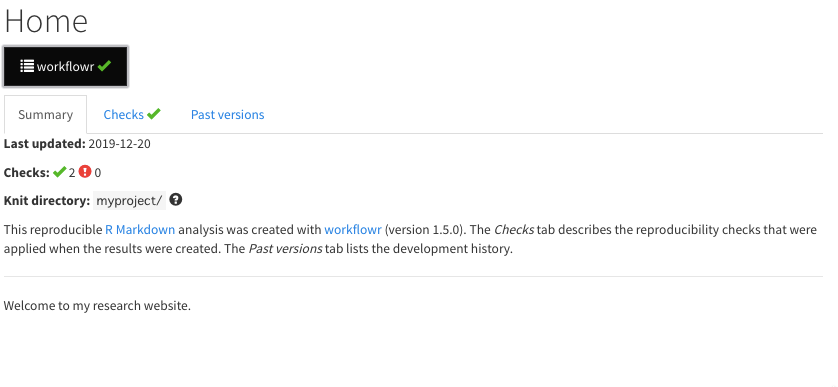 Home
workflowr
Summary Checks Past versions
Last updated: 2019-12-20
Checks: 2 0
Knit directory: myproject/
This reproducible R Markdown analysis was created with workflowr (version 1.5.0). The Checks tab describes the reproducibility checks that were
applied when the results were created. The Past versions tab lists the development history.
Welcome to my research website.